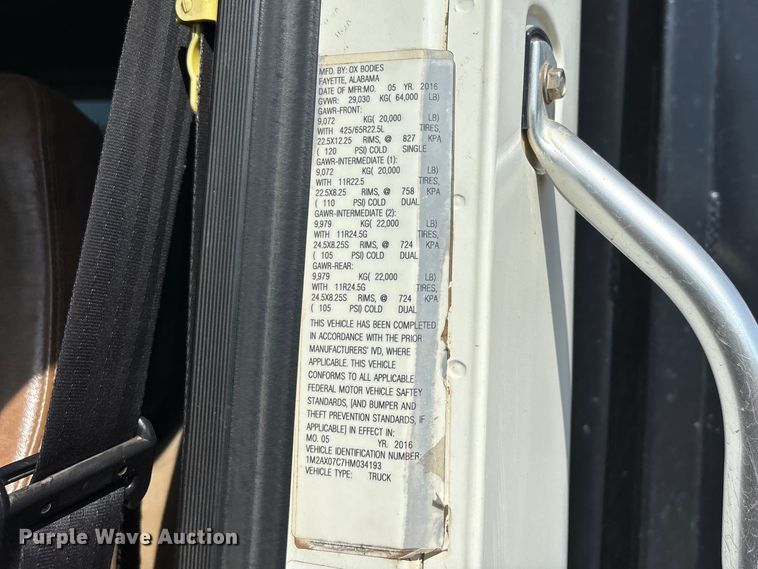 MFD. BY: OX BODIES
FAYETTE, ALABAMA
DATE OF MFR:MO. 05 YR. 2016
GVWR: 29,030 KG( 64,000 LB)
GAWR-FRONT:
9,072 KG( 20,000 LB)
WITH 425/65R22.5L TIRES,
22.5X12.25 RIMS, @ 827 KPA
( 120 PSI) COLD SINGLE
GAWR-INTERMEDIATE (1):
9,072 KG( 20,000 LB)
WITH 11R22.5 TIRES,
22.5X8.25 RIMS, @ 758 KPA
( 110 PSI) COLD DUAL
GAWR-INTERMEDIATE (2):
9,979 KG( 22,000 LB)
WITH 11R24.5G TIRES,
24.5X8.25S RIMS, @ 724 KPA
( 105 PSI) COLD DUAL
GAWR-REAR:
9,979 KG( 22,000 LB)
WITH 11R24.5G TIRES,
24.5X8.25S RIMS, @ 724 KPA
( 105 PSI) COLD DUAL
THIS VEHICLE HAS BEEN COMPLETED
IN ACCORDANCE WITH THE PRIOR
MANUFACTURERS' IVD, WHERE
APPLICABLE. THIS VEHICLE
CONFORMS TO ALL APPLICABLE
FEDERAL MOTOR VEHICLE SAFTEY
STANDARDS, [AND BUMPER AND
THEFT PREVENTION STANDARDS, IF
APPLICABLE] IN EFFECT IN:
MO. 05 YR. 2016
VEHICLE IDENTIFICATION NUMBER:
1M2AX07C7HM034193
VEHICLE TYPE: TRUCK
Purple Wave Auction®